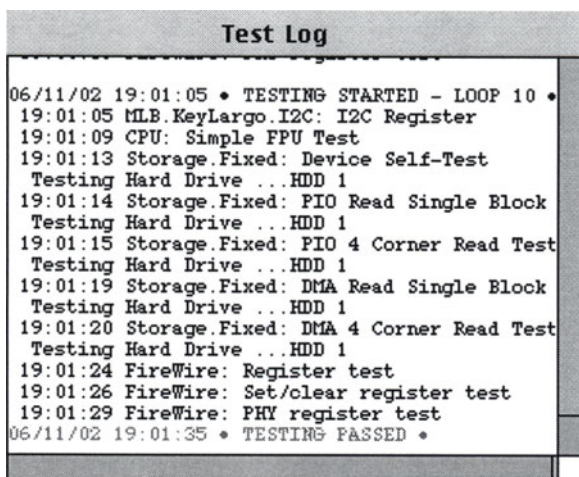 Test Log
06/11/02 19:01:05 • TESTING STARTED - LOOP 10 •
19:01:05 MLB.KeyLargo.I2C: I2C Register
19:01:09 CPU: Simple FPU Test
19:01:13 Storage.Fixed: Device Self-Test
Testing Hard Drive ...HDD 1
19:01:14 Storage.Fixed: PIO Read Single Block
Testing Hard Drive ...HDD 1
19:01:15 Storage.Fixed: PIO 4 Corner Read Test
Testing Hard Drive ...HDD 1
19:01:19 Storage.Fixed: DMA Read Single Block
Testing Hard Drive ...HDD 1
19:01:20 Storage.Fixed: DMA 4 Corner Read Test
Testing Hard Drive ...HDD 1
19:01:24 FireWire: Register test
19:01:26 FireWire: Set/clear register test
19:01:29 FireWire: PHY register test
06/11/02 19:01:35 • TESTING PASSED •